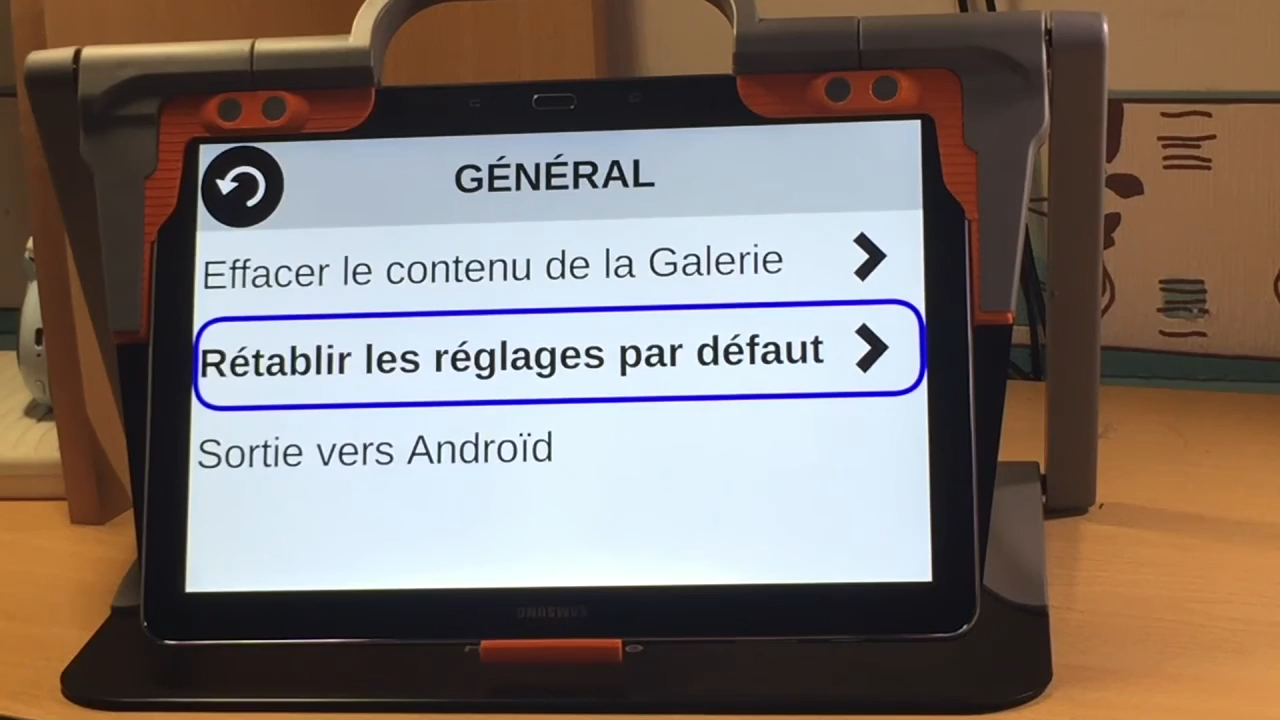 GÉNÉRAL
Effacer le contenu de la Galerie
Rétablir les réglages par défaut
Sortie vers Androïd
SAMSUNG